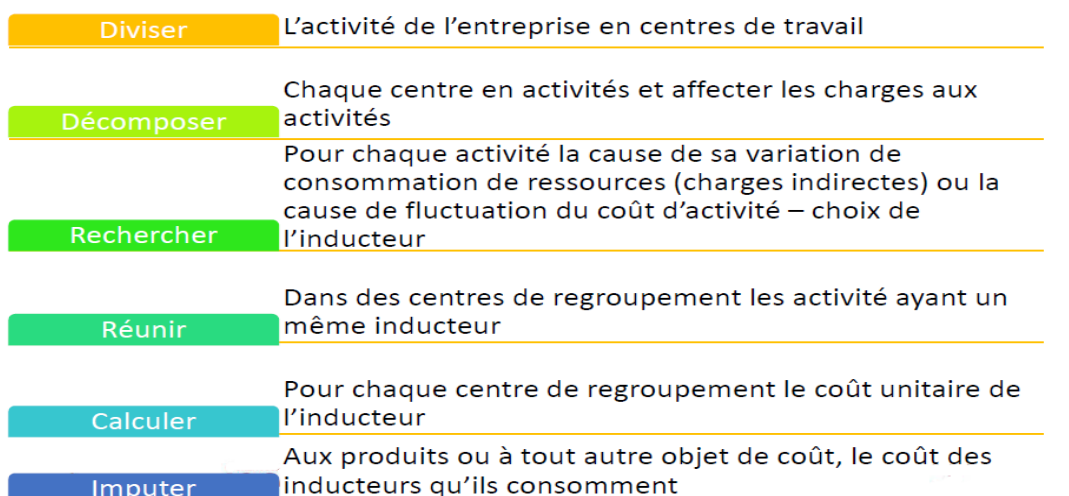 Diviser L’activité de l’entreprise en centres de travail
Chaque centre en activités et affecter les charges aux
Décomposer activités
Pour chaque activité la cause de sa variation de
consommation de ressources (charges indirectes) ou la
cause de fluctuation du coût d’activité – choix de
Rechercher l’inducteur
Dans des centres de regroupement les activité ayant un
Réunir même inducteur
Pour chaque centre de regroupement le coût unitaire de
Calculer l’inducteur
Aux produits ou à tout autre objet de coût, le coût des
Imputer inducteurs qu’ils consomment